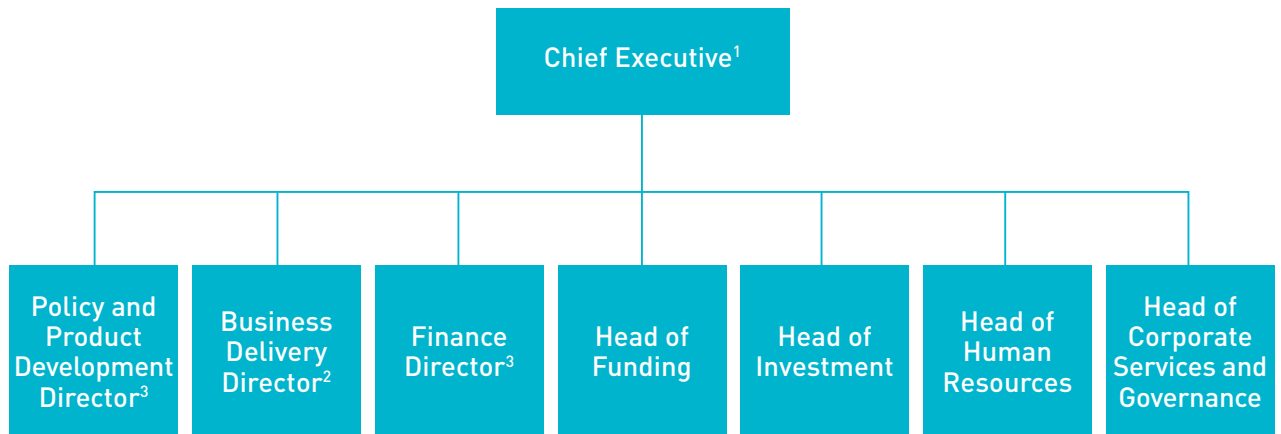 Chief Executive¹
Policy and
Product
Development
Director³
Business
Delivery
Director²
Finance
Director³
Head of
Funding
Head of
Investment
Head of
Human
Resources
Head of
Corporate
Services and
Governance